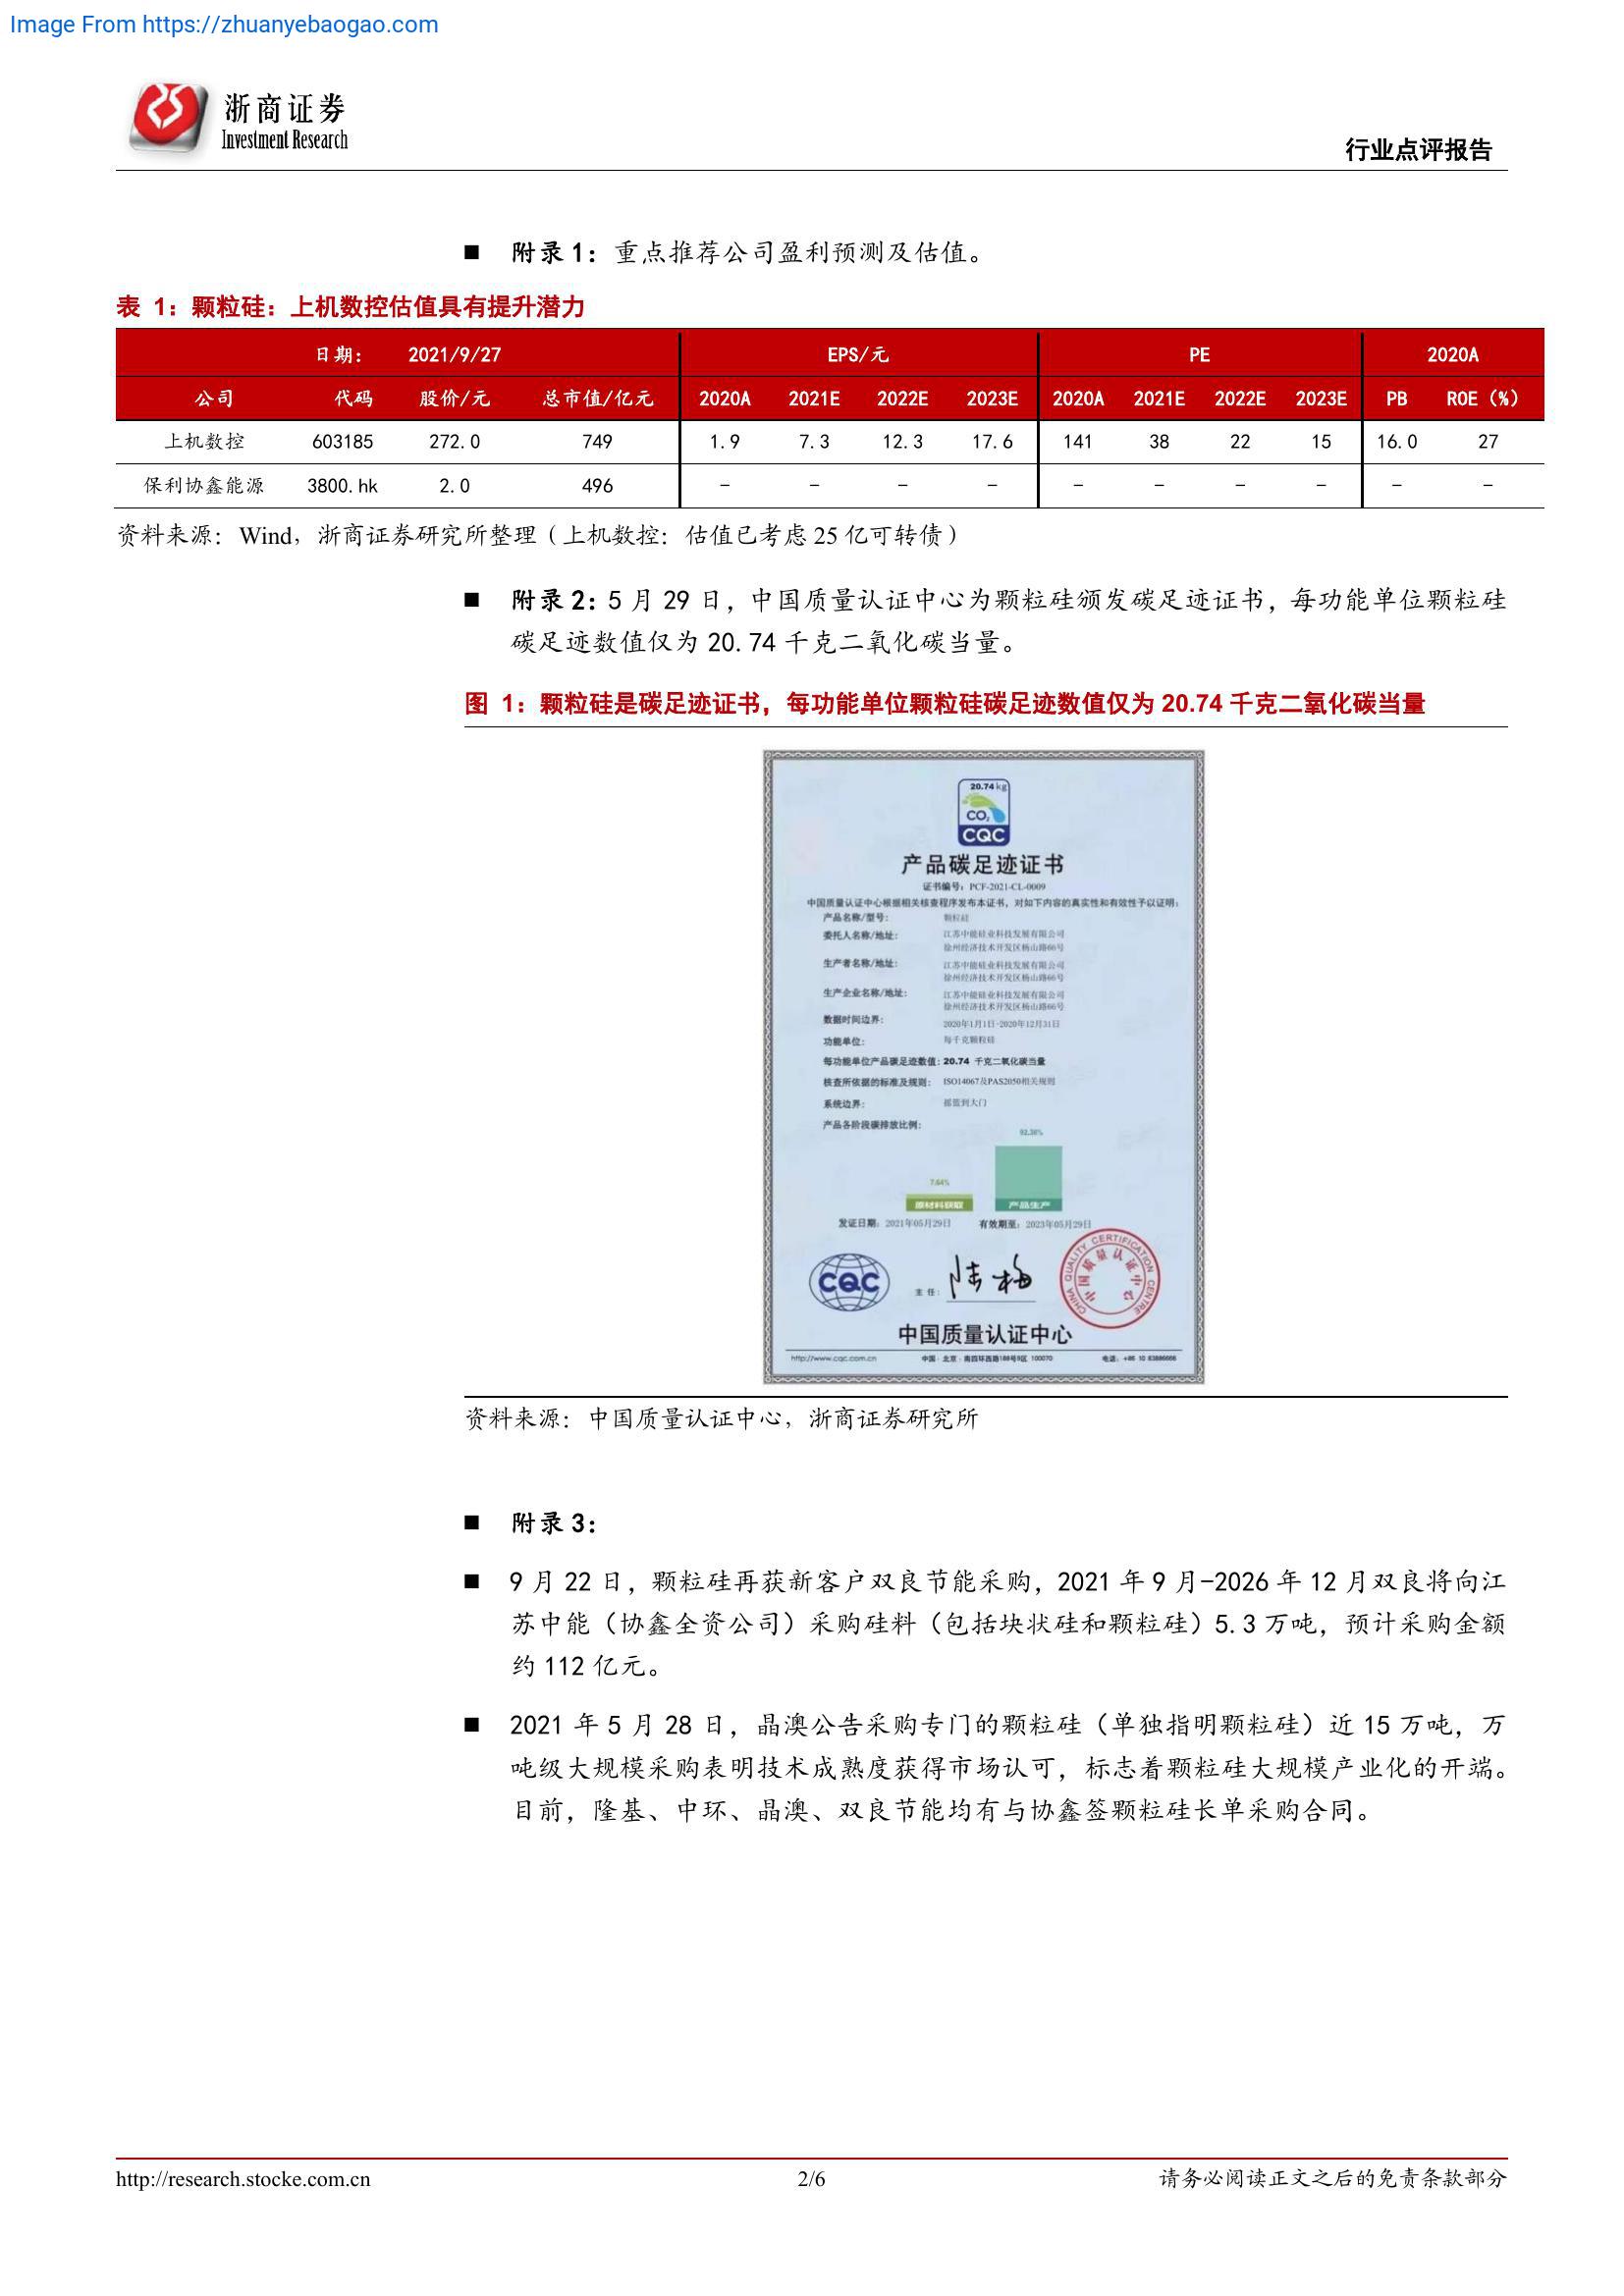 Image From https://zhuanyebaogao.com
浙商证券
Investment Research
行业点评报告
■ 附录 1：重点推荐公司盈利预测及估值。
表 1：颗粒硅：上机数控估值具有提升潜力
日期： 2021/9/27 EPS/元 PE 2020A
公司 代码 股价/元 总市值/亿元 2020A 2021E 2022E 2023E 2020A 2021E 2022E 2023E PB ROE（%）
上机数控 603185 272.0 749 1.9 7.3 12.3 17.6 141 38 22 15 16.0 27
保利协鑫能源 3800.hk 2.0 496 - - - - - - - - - -
资料来源：Wind，浙商证券研究所整理（上机数控：估值已考虑 25 亿可转债）
■ 附录 2：5 月 29 日，中国质量认证中心为颗粒硅颁发碳足迹证书，每功能单位颗粒硅
碳足迹数值仅为 20.74 千克二氧化碳当量。
图 1：颗粒硅是碳足迹证书，每功能单位颗粒硅碳足迹数值仅为 20.74 千克二氧化碳当量
20.74 kg
CO₂
CQC
产品碳足迹证书
证书编号：PCF-2021-CL-0009
中国质量认证中心根据相关核查程序发布本证书，对如下内容的真实性和有效性予以证明：
产品名称/型号： 颗粒硅
委托人名称/地址： 江苏中能硅业科技发展有限公司
徐州经济技术开发区杨山路66号
生产者名称/地址： 江苏中能硅业科技发展有限公司
徐州经济技术开发区杨山路66号
生产企业名称/地址： 江苏中能硅业科技发展有限公司
徐州经济技术开发区杨山路66号
数据时间边界： 2020年1月1日-2020年12月31日
功能单位： 每千克颗粒硅
每功能单位产品碳足迹数值：20.74 千克二氧化碳当量
核查所依据的标准及规则： ISO14067及PAS2050相关规则
系统边界： 摇篮到大门
产品各阶段碳排放比例：
92.36%
7.64%
原材料获取 产品生产
发证日期：2021年05月29日 有效期至：2023年05月29日
CQC
主 任：
CHINA QUALITY CERTIFICATION CENTRE
中国质量认证中心
中国质量认证中心
http://www.cqc.com.cn 中国·北京·南四环西路188号9区 100070 电话：+86 10 83886666
资料来源：中国质量认证中心，浙商证券研究所
■ 附录 3：
■ 9 月 22 日，颗粒硅再获新客户双良节能采购，2021 年 9 月-2026 年 12 月双良将向江
苏中能（协鑫全资公司）采购硅料（包括块状硅和颗粒硅）5.3 万吨，预计采购金额
约 112 亿元。
■ 2021 年 5 月 28 日，晶澳公告采购专门的颗粒硅（单独指明颗粒硅）近 15 万吨，万
吨级大规模采购表明技术成熟度获得市场认可，标志着颗粒硅大规模产业化的开端。
目前，隆基、中环、晶澳、双良节能均有与协鑫签颗粒硅长单采购合同。
http://research.stocke.com.cn 2/6 请务必阅读正文之后的免责条款部分